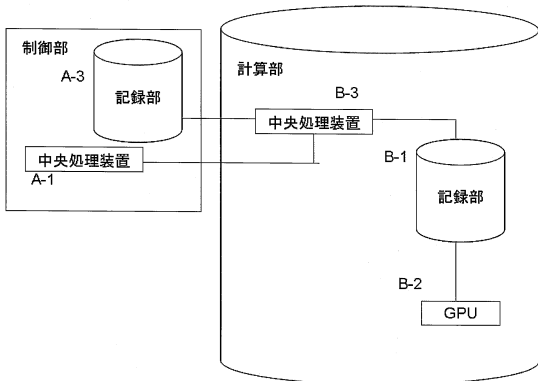 制御部
A-3
記録部
中央処理装置
A-1
計算部
B-3
中央処理装置
B-1
記録部
B-2
GPU